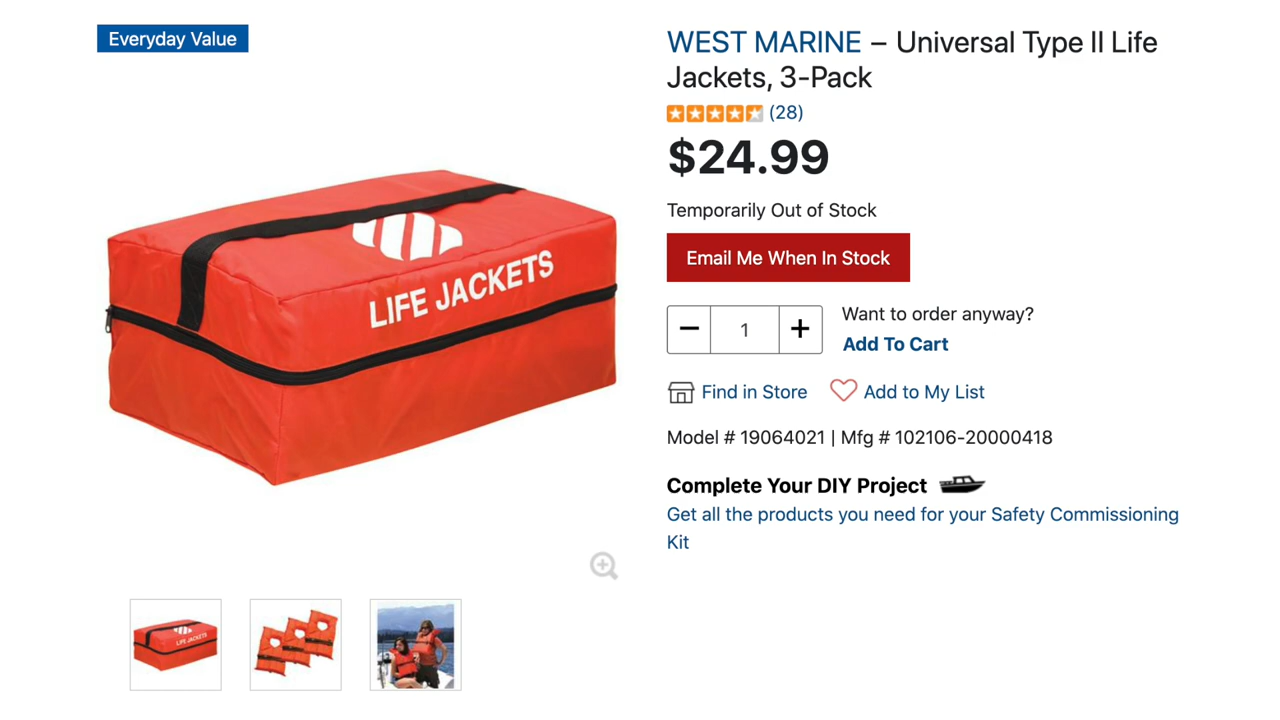 Everyday Value
WEST MARINE – Universal Type II Life
Jackets, 3-Pack
(28)
$24.99
Temporarily Out of Stock
Email Me When In Stock
LIFE JACKETS
− 1 +
Want to order anyway?
Add To Cart
Find in Store
Add to My List
Model # 19064021 | Mfg # 102106-20000418
Complete Your DIY Project
Get all the products you need for your Safety Commissioning
Kit
LIFE JACKETS